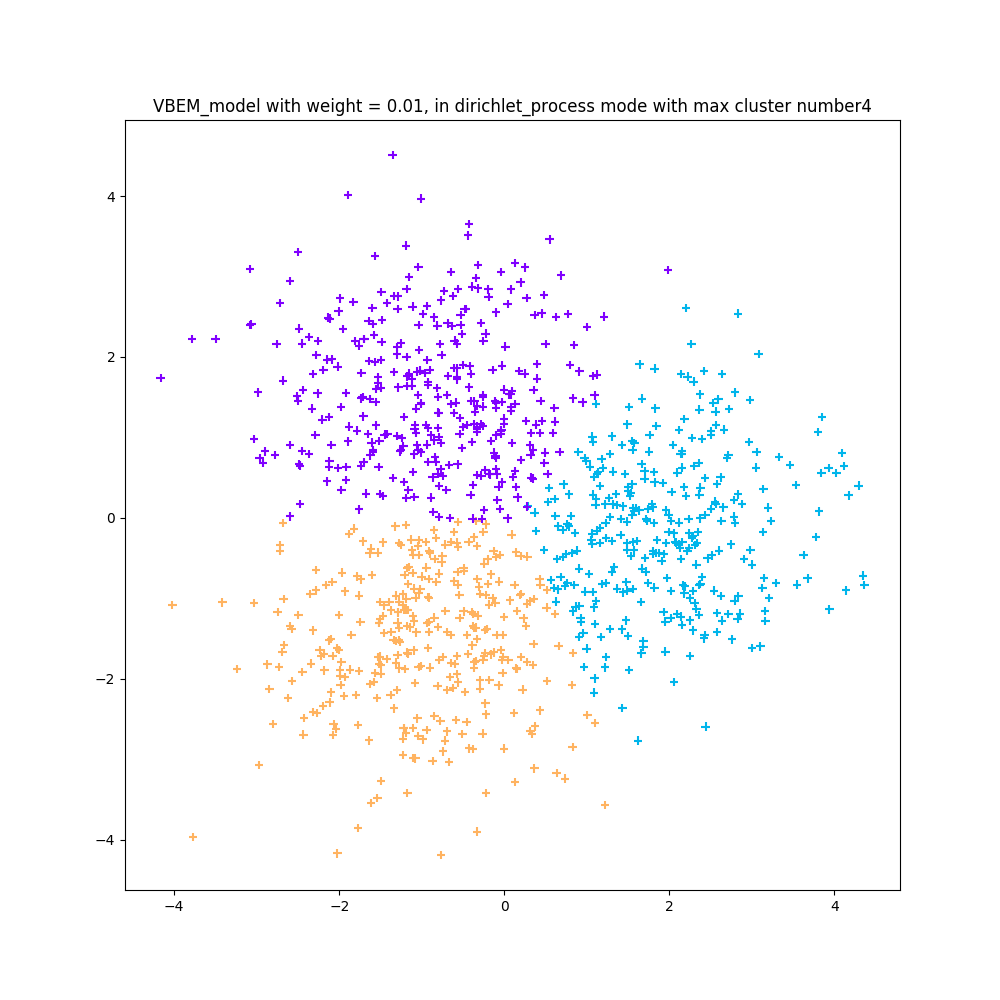 VBEM_model with weight = 0.01, in dirichlet_process mode with max cluster number4
4
2
0
−2
−4
−4 −2 0 2 4